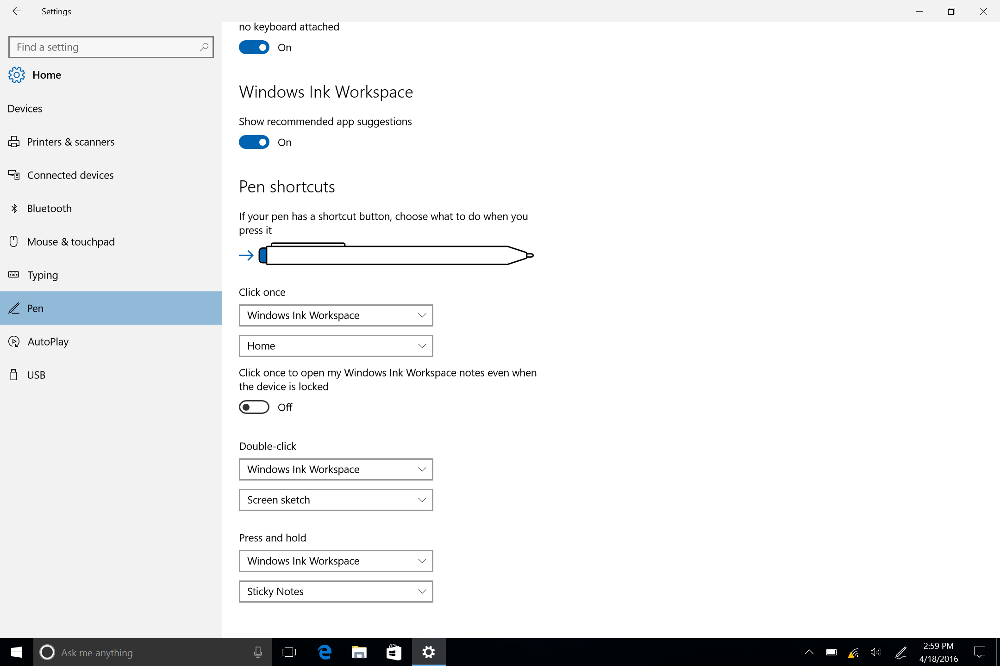 Settings
Find a setting
Home
Devices
Printers & scanners
Connected devices
Bluetooth
Mouse & touchpad
Typing
Pen
AutoPlay
USB
no keyboard attached
On
Windows Ink Workspace
Show recommended app suggestions
On
Pen shortcuts
If your pen has a shortcut button, choose what to do when you
press it
Click once
Windows Ink Workspace
Home
Click once to open my Windows Ink Workspace notes even when
the device is locked
Off
Double-click
Windows Ink Workspace
Screen sketch
Press and hold
Windows Ink Workspace
Sticky Notes
Ask me anything
2:59 PM
4/18/2016